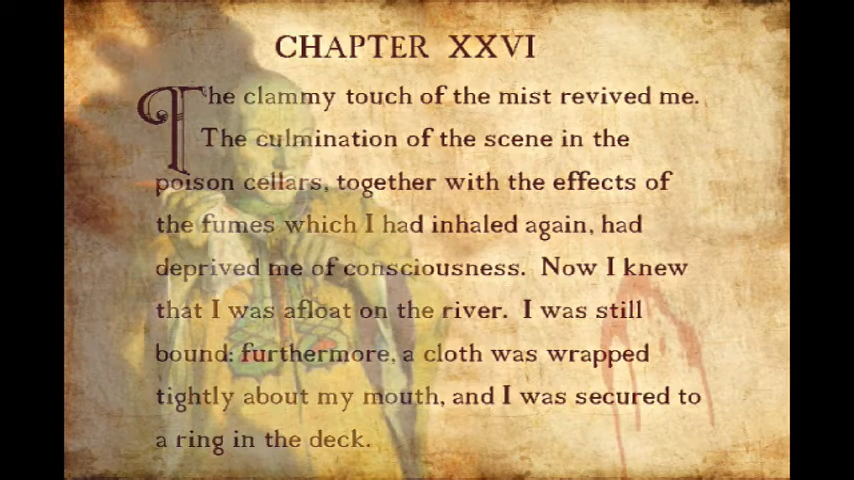 CHAPTER XXVI
The clammy touch of the mist revived me.
The culmination of the scene in the
poison cellars, together with the effects of
the fumes which I had inhaled again, had
deprived me of consciousness. Now I knew
that I was afloat on the river. I was still
bound: furthermore, a cloth was wrapped
tightly about my mouth, and I was secured to
a ring in the deck.